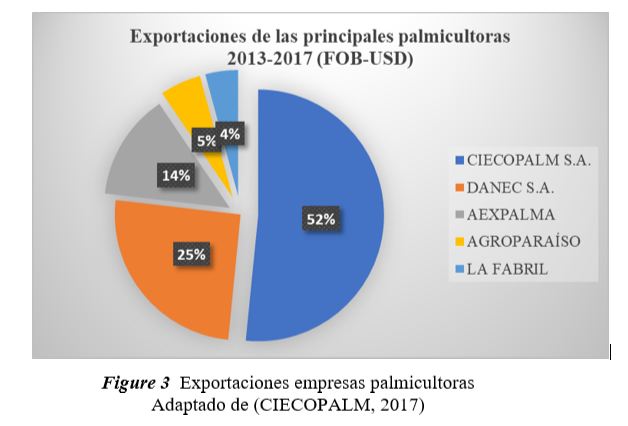 Exportaciones de las principales palmicultoras
2013-2017 (FOB-USD)
4%
5%
14%
52%
25%
CIECOPALM S.A.
DANEC S.A.
AEXPALMA
AGROPARAÍSO
LA FABRIL
Figure 3 Exportaciones empresas palmicultoras
Adaptado de (CIECOPALM, 2017)